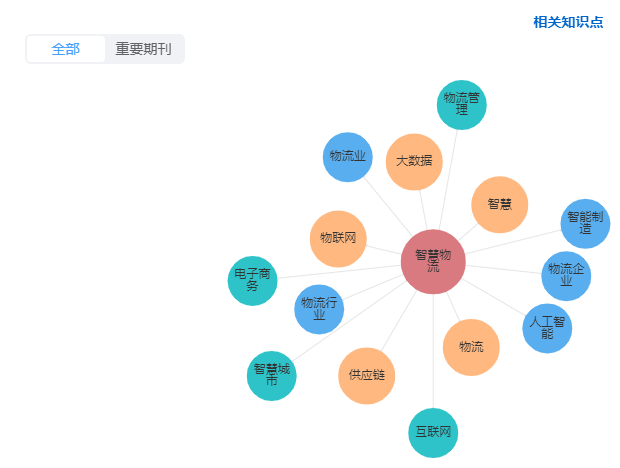 相关知识点
全部
重要期刊
物流管
理
物流业
大数据
智慧
智能制
造
物联网
智慧物
流
物流企
业
电子商
务
物流行
业
人工智
能
物流
智慧城
市
供应链
互联网